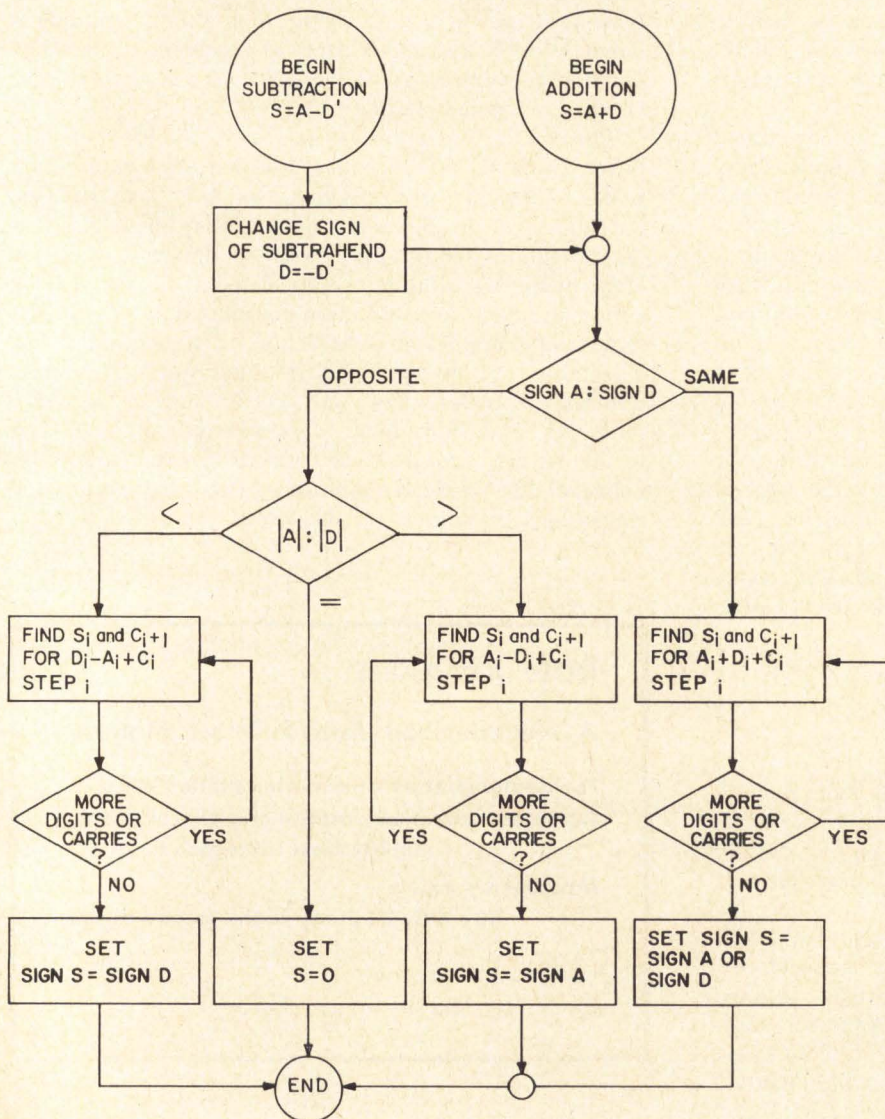 BEGIN
SUBTRACTION
S=A-D'
BEGIN
ADDITION
S=A+D
CHANGE SIGN
OF SUBTRAHEND
D=-D'
SIGN A : SIGN D
OPPOSITE
SAME
|A| : |D|
<
>
=
FIND Si and Ci+1
FOR Di-Ai+Ci
STEP i
FIND Si and Ci+1
FOR Ai-Di+Ci
STEP i
FIND Si and Ci+1
FOR Ai+Di+Ci
STEP i
MORE
DIGITS OR
CARRIES
?
YES
NO
MORE
DIGITS OR
CARRIES
?
YES
NO
MORE
DIGITS OR
CARRIES
?
YES
NO
SET
SIGN S = SIGN D
SET
S=0
SET
SIGN S = SIGN A
SET SIGN S =
SIGN A OR
SIGN D
END